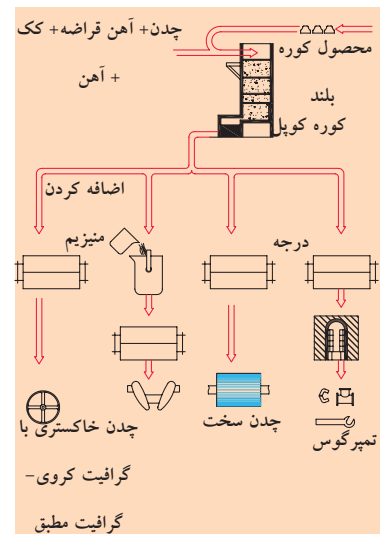 چدن+ آهن قراضه+ کک
+ آهن
محصول کوره
بلند
کوره کوپل
اضافه کردن
منیزیم
درجه
چدن خاکستری با
گرافیت کروی-
گرافیت مطبق
چدن سخت
تمپرگوس